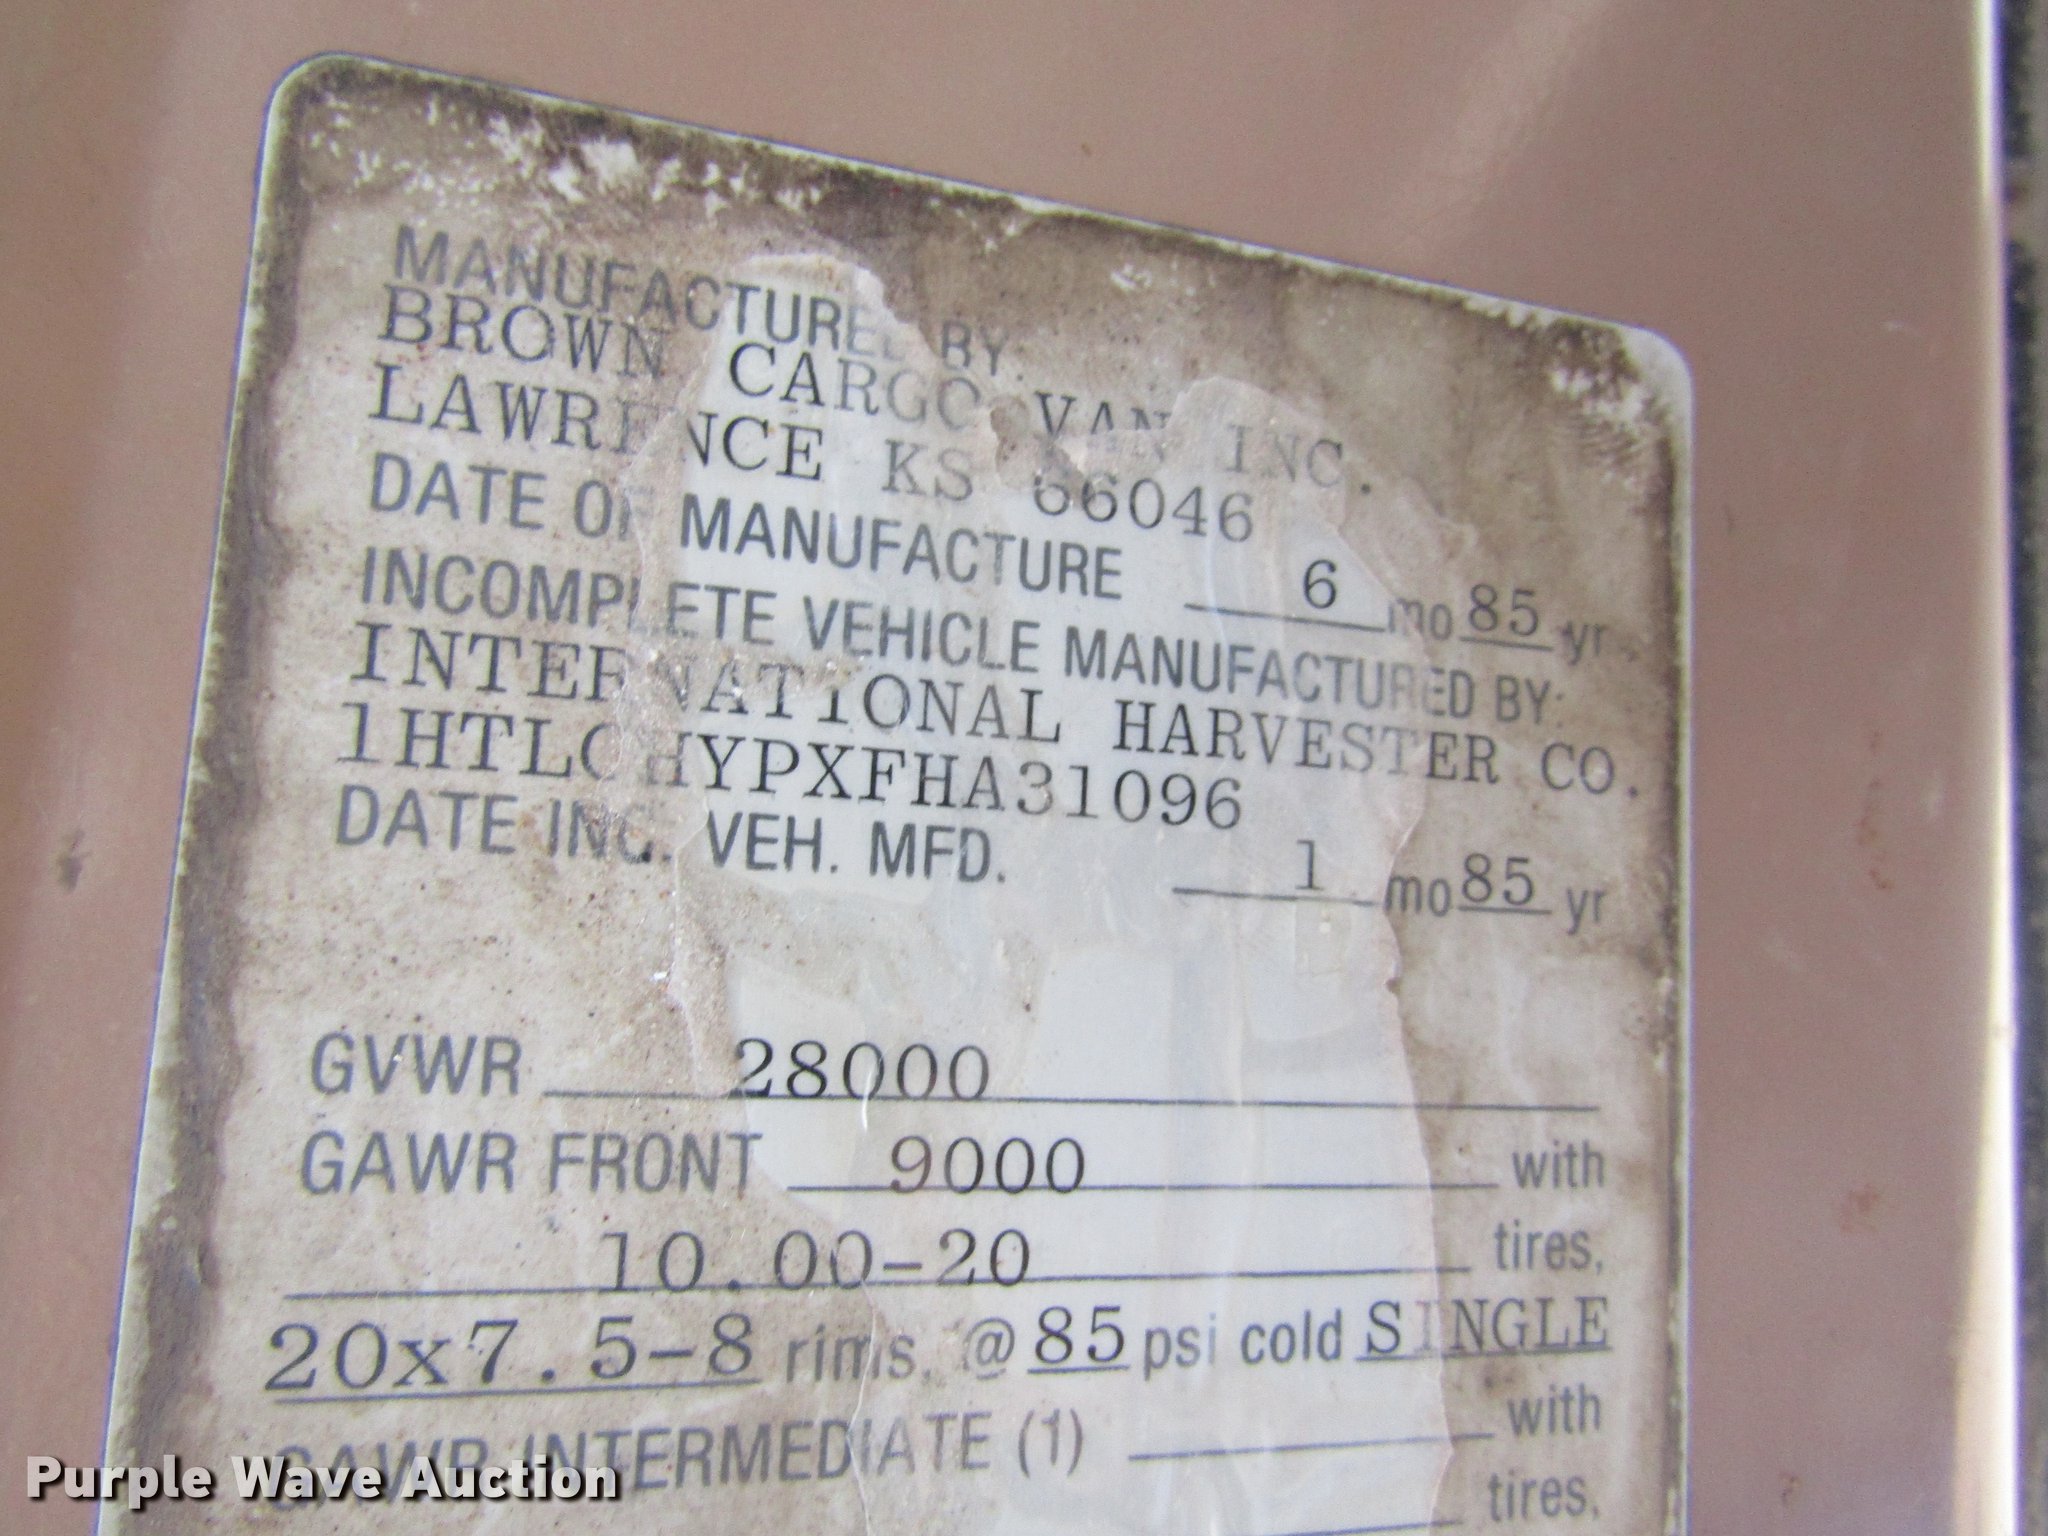 MANUFACTURED BY:
BROWN CARGO VAN INC.
LAWRENCE KS 66046
DATE OF MANUFACTURE 6 mo 85 yr.
INCOMPLETE VEHICLE MANUFACTURED BY:
INTERNATIONAL HARVESTER CO.
1HTLCHYPXFHA31096
DATE INC. VEH. MFD. 1 mo 85 yr
GVWR 28000
GAWR FRONT 9000 with
10.00-20 tires,
20x7.5-8 rims, @ 85 psi cold SINGLE
GAWR INTERMEDIATE (1) with
tires,
Purple Wave Auction